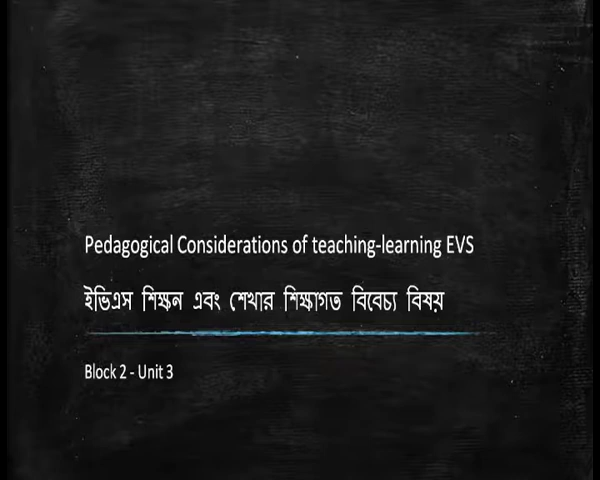 Pedagogical Considerations of teaching-learning EVS
ইভিএস শিক্ষন এবং শেখার শিক্ষাগত বিবেচ্য বিষয়
Block 2 - Unit 3